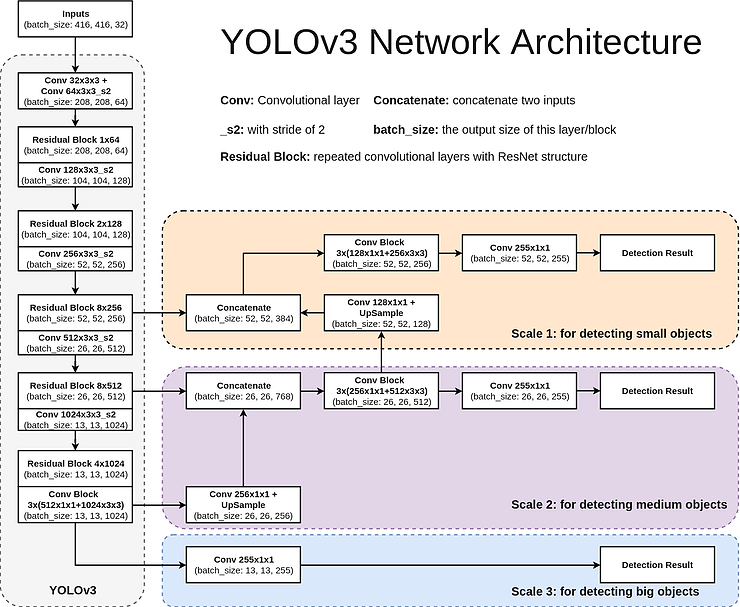 Inputs
(batch_size: 416, 416, 32)
YOLOv3 Network Architecture
Conv: Convolutional layer Concatenate: concatenate two inputs
_s2: with stride of 2 batch_size: the output size of this layer/block
Residual Block: repeated convolutional layers with ResNet structure
Conv 32x3x3 +
Conv 64x3x3_s2
(batch_size: 208, 208, 64)
Residual Block 1x64
(batch_size: 208, 208, 64)
Conv 128x3x3_s2
(batch_size: 104, 104, 128)
Residual Block 2x128
(batch_size: 104, 104, 128)
Conv 256x3x3_s2
(batch_size: 52, 52, 256)
Residual Block 8x256
(batch_size: 52, 52, 256)
Conv 512x3x3_s2
(batch_size: 26, 26, 512)
Residual Block 8x512
(batch_size: 26, 26, 512)
Conv 1024x3x3_s2
(batch_size: 13, 13, 1024)
Residual Block 4x1024
(batch_size: 13, 13, 1024)
Conv Block
3x(512x1x1+1024x3x3)
(batch_size: 13, 13, 1024)
YOLOv3
Conv Block
3x(128x1x1+256x3x3)
(batch_size: 52, 52, 256)
Conv 255x1x1
(batch_size: 52, 52, 255)
Detection Result
Concatenate
(batch_size: 52, 52, 384)
Conv 128x1x1 +
UpSample
(batch_size: 52, 52, 128)
Scale 1: for detecting small objects
Concatenate
(batch_size: 26, 26, 768)
Conv Block
3x(256x1x1+512x3x3)
(batch_size: 26, 26, 512)
Conv 255x1x1
(batch_size: 26, 26, 255)
Detection Result
Conv 256x1x1 +
UpSample
(batch_size: 26, 26, 256)
Scale 2: for detecting medium objects
Conv 255x1x1
(batch_size: 13, 13, 255)
Detection Result
Scale 3: for detecting big objects